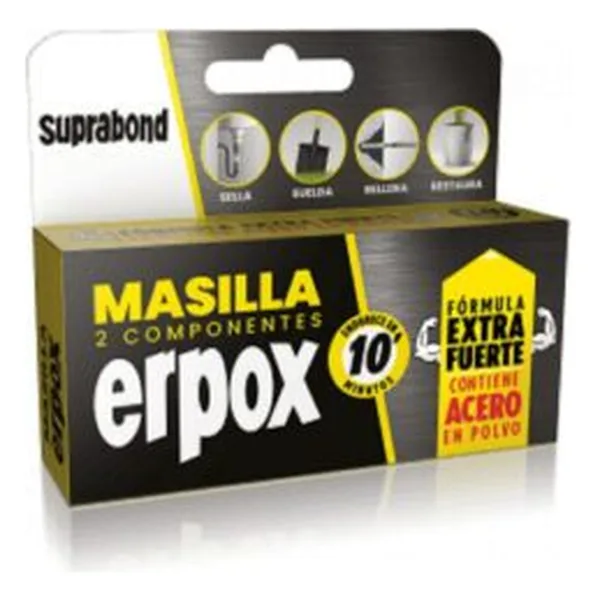 suprabond
SELLA
SUELDA
RELLENA
RESTAURA
MASILLA
2 COMPONENTES
erpox
ENDURECE EN
10
MINUTOS
FÓRMULA
EXTRA
FUERTE
CONTIENE
ACERO
EN POLVO
erpox